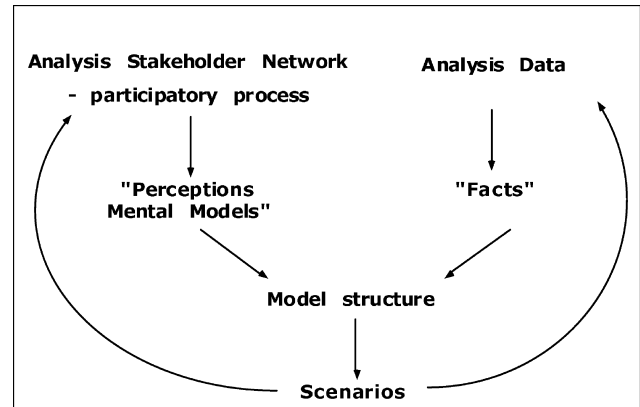 Analysis Stakeholder Network
- participatory process
Analysis Data
"Perceptions
Mental Models"
"Facts"
Model structure
Scenarios